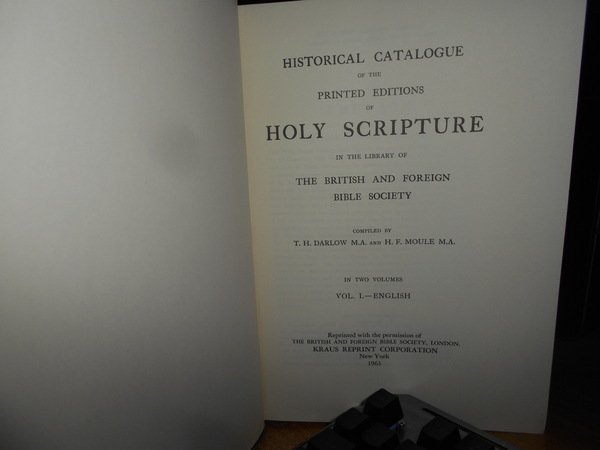 HISTORICAL CATALOGUE
OF THE
PRINTED EDITIONS
OF
HOLY SCRIPTURE
IN THE LIBRARY OF
THE BRITISH AND FOREIGN
BIBLE SOCIETY
COMPILED BY
T. H. DARLOW M.A. AND H. F. MOULE M.A.
IN TWO VOLUMES
VOL. I.—ENGLISH
Reprinted with the permission of
THE BRITISH AND FOREIGN BIBLE SOCIETY, LONDON.
KRAUS REPRINT CORPORATION
New York
1963